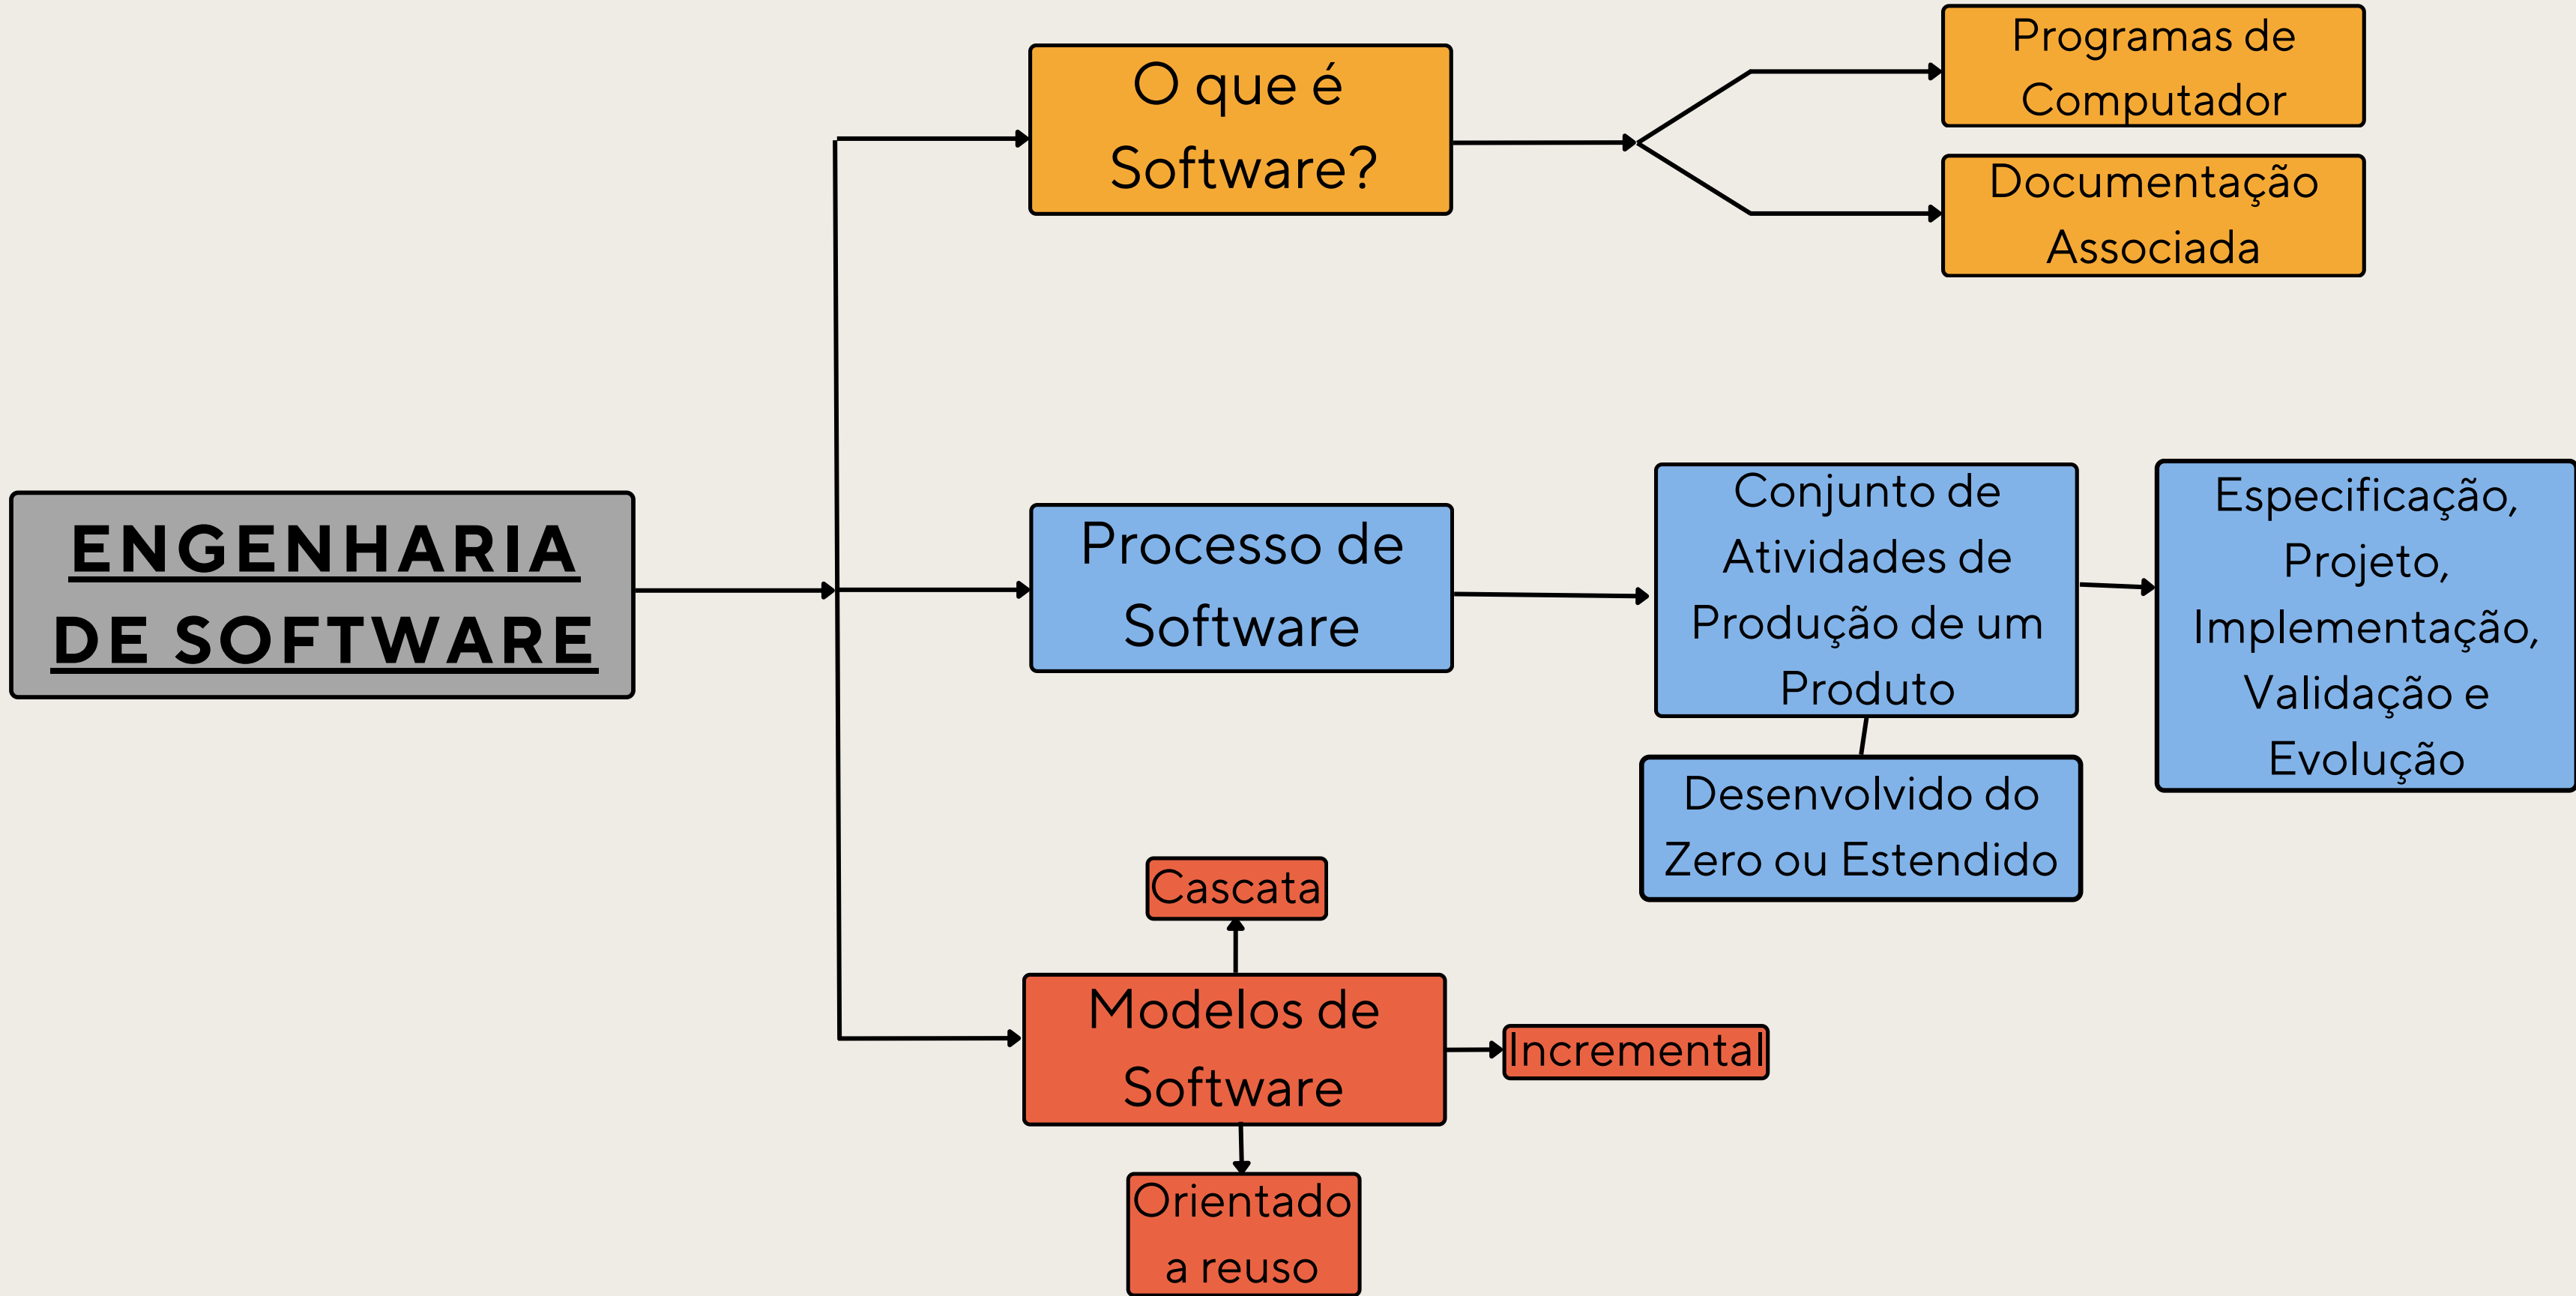 ENGENHARIA
DE SOFTWARE
O que é
Software?
Programas de
Computador
Documentação
Associada
Processo de
Software
Conjunto de
Atividades de
Produção de um
Produto
Desenvolvido do
Zero ou Estendido
Especificação,
Projeto,
Implementação,
Validação e
Evolução
Cascata
Modelos de
Software
Incremental
Orientado
a reuso